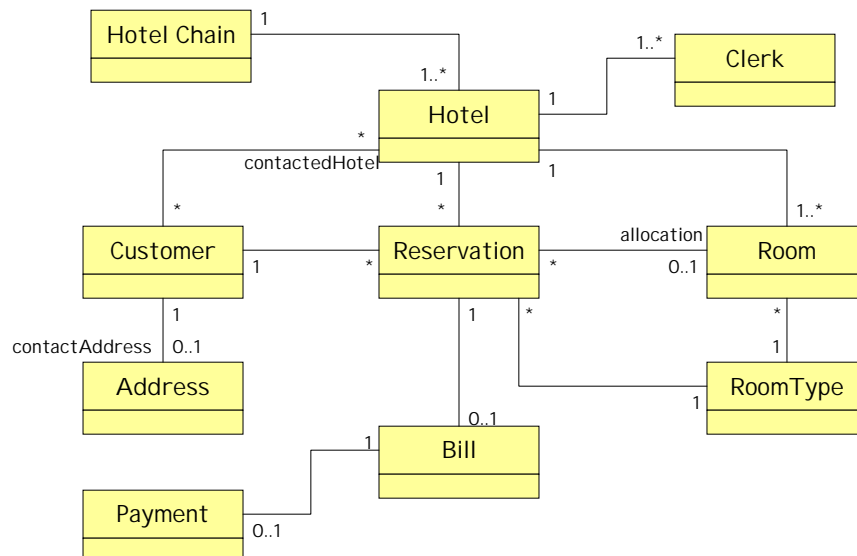 Hotel Chain
1
1..*
1..*
Clerk
Hotel
1
*
contactedHotel
1
1
*
*
1..*
Customer
Reservation
allocation
Room
1
*
*
0..1
1
contactAddress
0..1
1
*
*
1
Address
RoomType
1
0..1
1
Bill
Payment
0..1